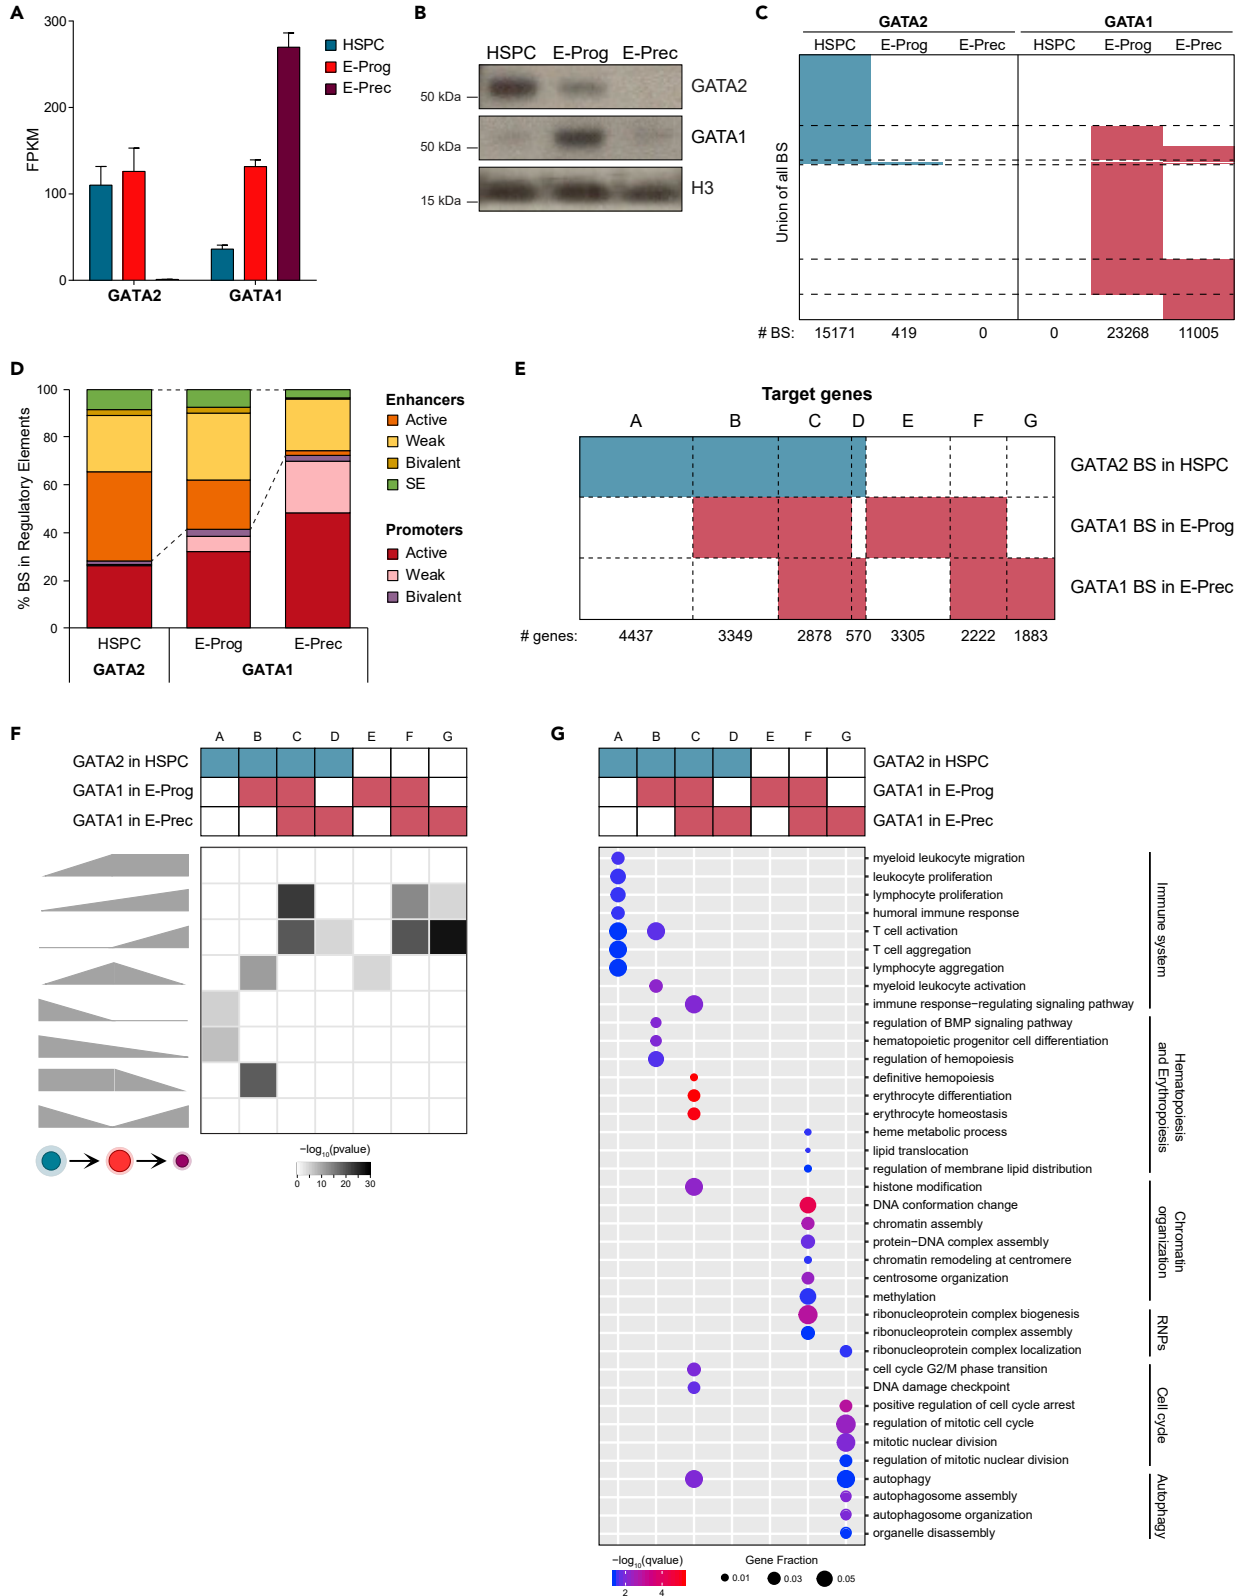 A
300
200
100
0
FPKM
HSPC
E-Prog
E-Prec
GATA2
GATA1
B
HSPC E-Prog E-Prec
50 kDa
GATA2
50 kDa
GATA1
15 kDa
H3
C
GATA2 GATA1
HSPC E-Prog E-Prec HSPC E-Prog E-Prec
Union of all BS
# BS: 15171 419 0 0 23268 11005
D
100
80
60
40
20
0
% BS in Regulatory Elements
HSPC E-Prog E-Prec
GATA2 GATA1
Enhancers
Active
Weak
Bivalent
SE
Promoters
Active
Weak
Bivalent
E
Target genes
A B C D E F G
GATA2 BS in HSPC
GATA1 BS in E-Prog
GATA1 BS in E-Prec
# genes: 4437 3349 2878 570 3305 2222 1883
F
A B C D E F G
GATA2 in HSPC
GATA1 in E-Prog
GATA1 in E-Prec
−log10(pvalue)
0 10 20 30
G
A B C D E F G
GATA2 in HSPC
GATA1 in E-Prog
GATA1 in E-Prec
myeloid leukocyte migration
leukocyte proliferation
lymphocyte proliferation
humoral immune response
T cell activation
T cell aggregation
lymphocyte aggregation
myeloid leukocyte activation
immune response−regulating signaling pathway
Immune system
regulation of BMP signaling pathway
hematopoietic progenitor cell differentiation
regulation of hemopoiesis
definitive hemopoiesis
erythrocyte differentiation
erythrocyte homeostasis
heme metabolic process
lipid translocation
regulation of membrane lipid distribution
Hematopoiesis
and Erythropoiesis
histone modification
DNA conformation change
chromatin assembly
protein−DNA complex assembly
chromatin remodeling at centromere
centrosome organization
methylation
Chromatin
organization
ribonucleoprotein complex biogenesis
ribonucleoprotein complex assembly
ribonucleoprotein complex localization
RNPs
cell cycle G2/M phase transition
DNA damage checkpoint
positive regulation of cell cycle arrest
regulation of mitotic cell cycle
mitotic nuclear division
regulation of mitotic nuclear division
Cell cycle
autophagy
autophagosome assembly
autophagosome organization
organelle disassembly
Autophagy
−log10(qvalue)
2 4
Gene Fraction
0.01 0.03 0.05